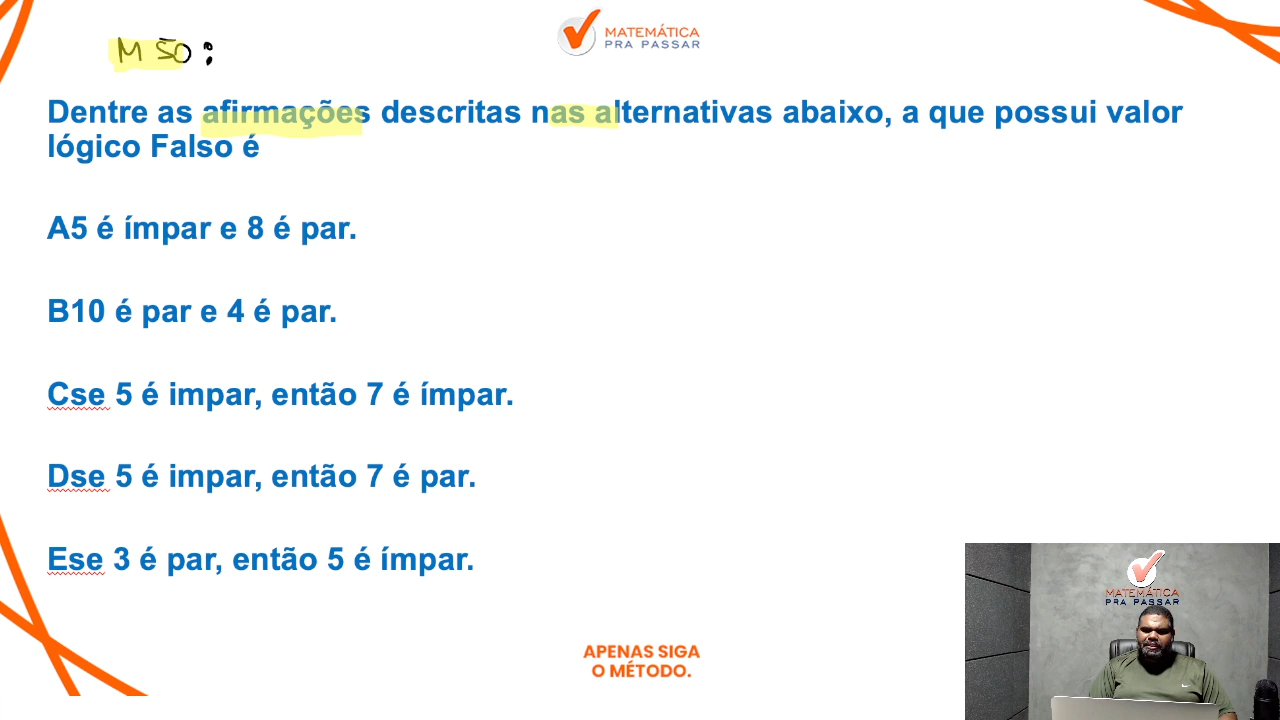 MATEMÁTICA
PRA PASSAR
M SO:
Dentre as afirmações descritas nas alternativas abaixo, a que possui valor
lógico Falso é
A5 é ímpar e 8 é par.
B10 é par e 4 é par.
Cse 5 é impar, então 7 é ímpar.
Dse 5 é impar, então 7 é par.
Ese 3 é par, então 5 é ímpar.
MATEMÁTICA
PRA PASSAR
APENAS SIGA
O MÉTODO.